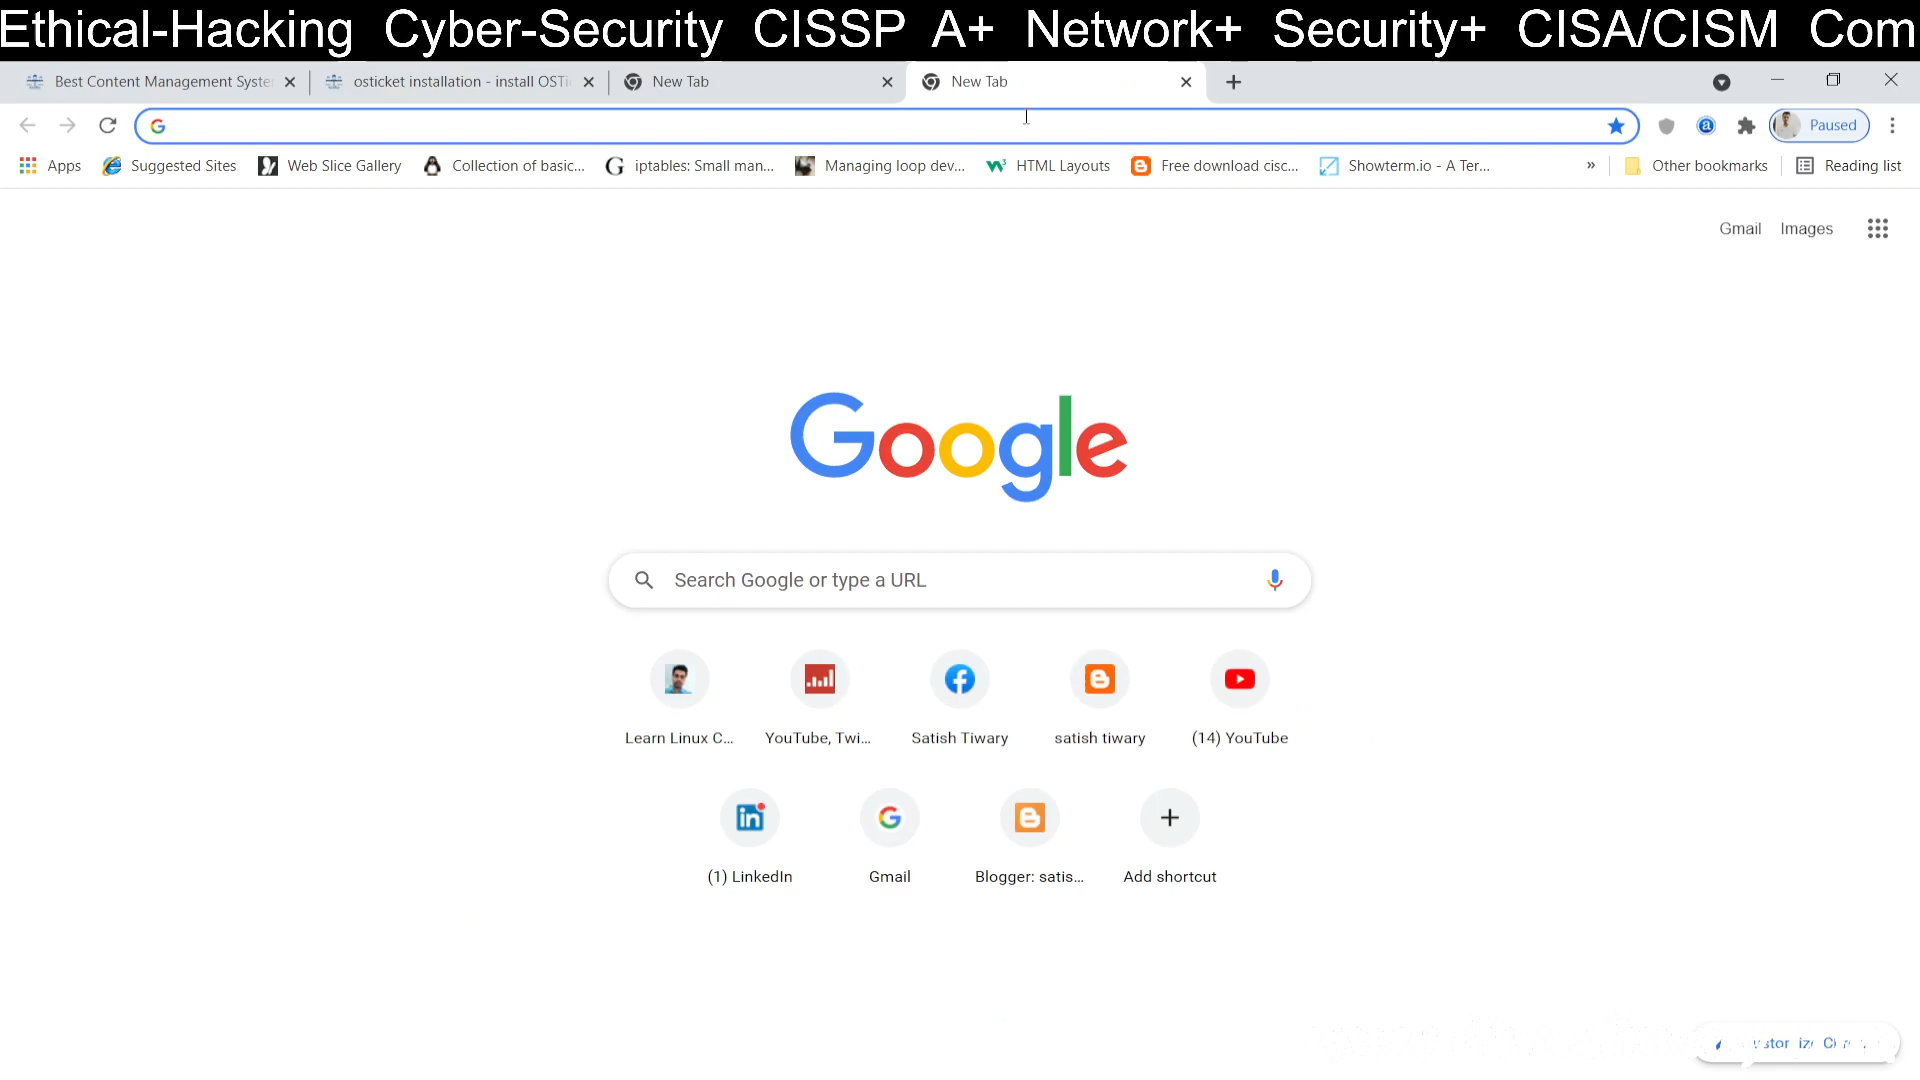 Ethical-Hacking Cyber-Security CISSP A+ Network+ Security+ CISA/CISM Com
Best Content Management Syste
osticket installation - install OSTi
New Tab
New Tab
Paused
Apps
Suggested Sites
Web Slice Gallery
Collection of basic...
iptables: Small man...
Managing loop dev...
HTML Layouts
Free download cisc...
Showterm.io - A Ter...
»
Other bookmarks
Reading list
Gmail
Images
Google
Search Google or type a URL
Learn Linux C...
YouTube, Twi...
Satish Tiwary
satish tiwary
(14) YouTube
(1) LinkedIn
Gmail
Blogger: satis...
Add shortcut